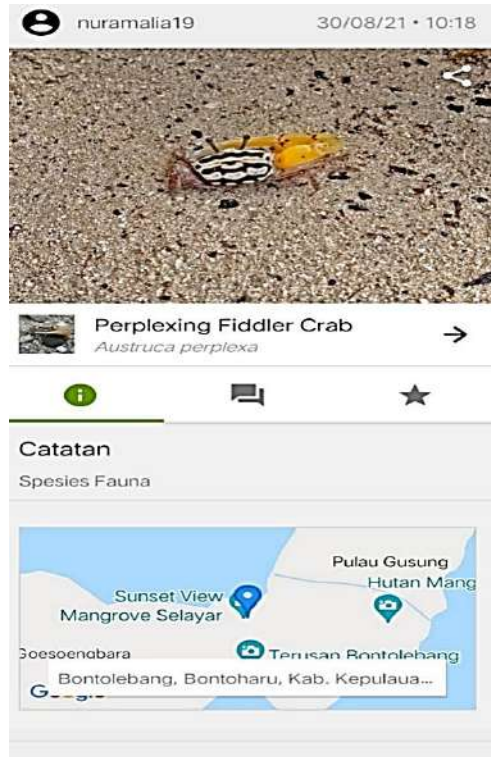 nuramalia19 30/08/21 • 10:18
Perplexing Fiddler Crab
Austruca perplexa
Catatan
Spesies Fauna
Pulau Gusung
Hutan Mang
Sunset View
Mangrove Selayar
Terusan Bontolebang
Bontolebang, Bontoharu, Kab. Kepulaua...